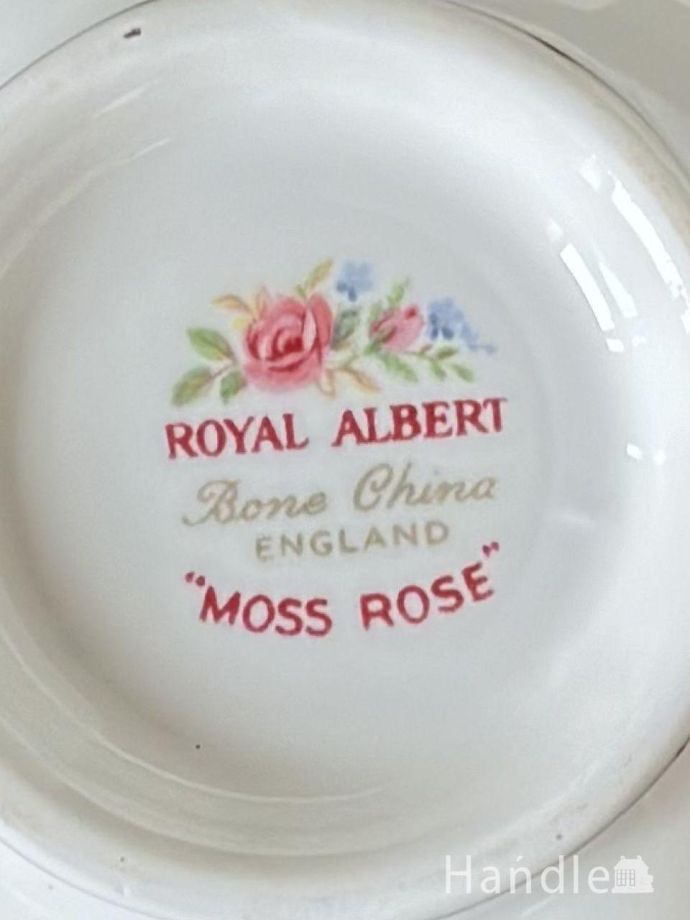 ROYAL ALBERT
Bone China
ENGLAND
"MOSS ROSE"
Handle